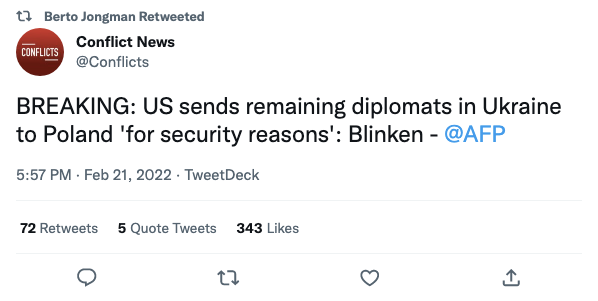 Berto Jongman Retweeted
CONFLICTS
Conflict News
@Conflicts
BREAKING: US sends remaining diplomats in Ukraine
to Poland 'for security reasons': Blinken - @AFP
5:57 PM · Feb 21, 2022 · TweetDeck
72 Retweets 5 Quote Tweets 343 Likes